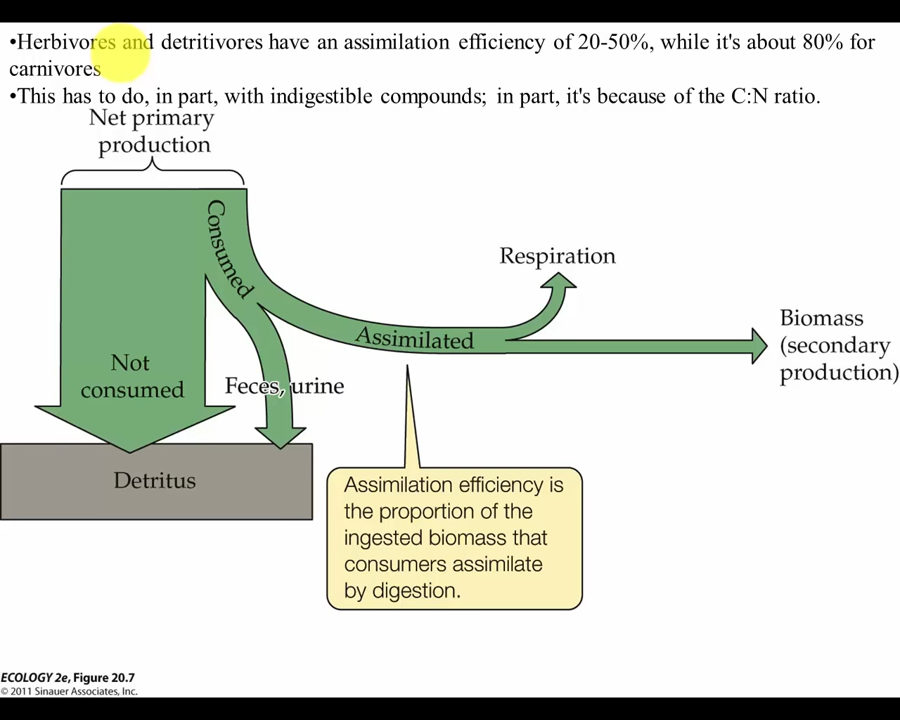 •Herbivores and detritivores have an assimilation efficiency of 20-50%, while it's about 80% for
carnivores
•This has to do, in part, with indigestible compounds; in part, it's because of the C:N ratio.
Net primary
production
Consumed
Respiration
Assimilated
Biomass
(secondary
production)
Not
consumed
Feces, urine
Detritus
Assimilation efficiency is
the proportion of the
ingested biomass that
consumers assimilate
by digestion.
ECOLOGY 2e, Figure 20.7
© 2011 Sinauer Associates, Inc.